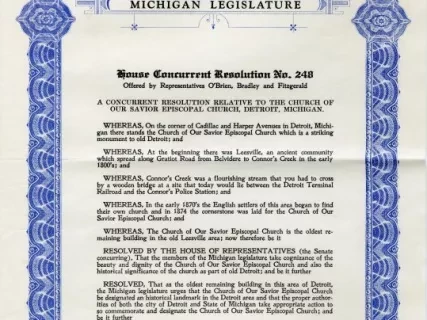 MICHIGAN LEGISLATURE
House Concurrent Resolution No. 248
Offered by Representatives O'Brien, Bradley and Fitzgerald
A CONCURRENT RESOLUTION RELATIVE TO THE CHURCH OF
OUR SAVIOR EPISCOPAL CHURCH, DETROIT, MICHIGAN.
WHEREAS, On the corner of Cadillac and Harper Avenues in Detroit, Michi-
gan there stands the Church of Our Savior Episcopal Church which is a striking
monument to old Detroit; and
WHEREAS, At the beginning there was Leesville, an ancient community
which spread along Gratiot Road from Belvidere to Connor's Creek in the early
1800's; and
WHEREAS, Connor's Creek was a flourishing stream that you had to cross
by a wooden bridge at a site that today would lie between the Detroit Terminal
Railroad and the Connor's Police Station; and
WHEREAS, In the early 1870's the English settlers of this area began to find
their own church and in 1874 the cornerstone was laid for the Church of Our
Savior Episcopal Church; and
WHEREAS, The Church of Our Savior Episcopal Church is the oldest re-
maining building in the old Leesville area; now therefore be it
RESOLVED BY THE HOUSE OF REPRESENTATIVES (the Senate
concurring), That the members of the Michigan legislature take cognizance of the
beauty and dignity of the Church of Our Savior Episcopal Church and also the
historical significance of the church as part of old Detroit; and be it further
RESOLVED, That as the oldest remaining building in this area of Detroit,
the Michigan legislature urges that the Church of Our Savior Episcopal Church
be designated an historical landmark in the Detroit area and that the proper author-
ities of both the city of Detroit and State of Michigan take appropriate action to
so commemorate and designate the Church of Our Savior Episcopal Church; and
be it further